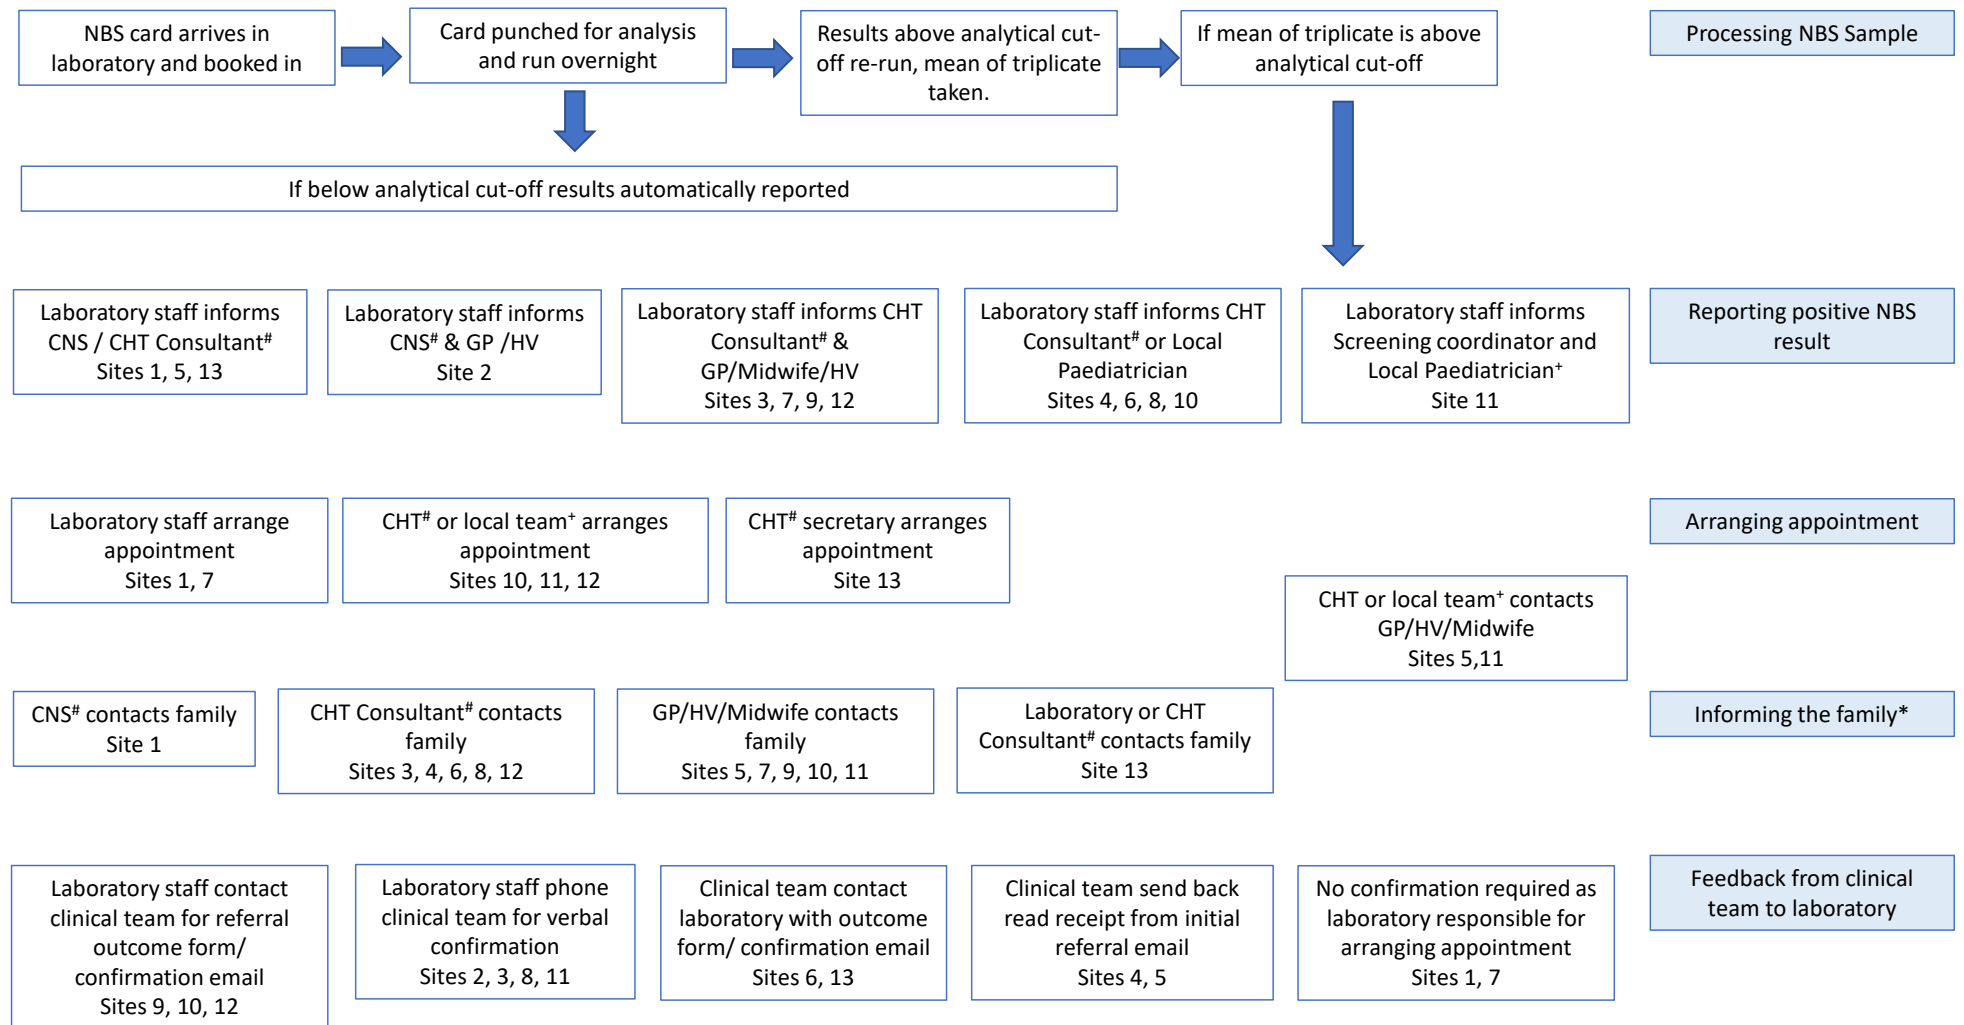 NBS card arrives in
laboratory and booked in
Card punched for analysis
and run overnight
Results above analytical cut-
off re-run, mean of triplicate
taken.
If mean of triplicate is above
analytical cut-off
Processing NBS Sample
If below analytical cut-off results automatically reported
Laboratory staff informs
CNS / CHT Consultant#
Sites 1, 5, 13
Laboratory staff informs
CNS# & GP /HV
Site 2
Laboratory staff informs CHT
Consultant# &
GP/Midwife/HV
Sites 3, 7, 9, 12
Laboratory staff informs CHT
Consultant# or Local
Paediatrician
Sites 4, 6, 8, 10
Laboratory staff informs
Screening coordinator and
Local Paediatrician+
Site 11
Reporting positive NBS
result
Laboratory staff arrange
appointment
Sites 1, 7
CHT# or local team+ arranges
appointment
Sites 10, 11, 12
CHT# secretary arranges
appointment
Site 13
Arranging appointment
CHT or local team+ contacts
GP/HV/Midwife
Sites 5,11
CNS# contacts family
Site 1
CHT Consultant# contacts
family
Sites 3, 4, 6, 8, 12
GP/HV/Midwife contacts
family
Sites 5, 7, 9, 10, 11
Laboratory or CHT
Consultant# contacts family
Site 13
Informing the family*
Laboratory staff contact
clinical team for referral
outcome form/
confirmation email
Sites 9, 10, 12
Laboratory staff phone
clinical team for verbal
confirmation
Sites 2, 3, 8, 11
Clinical team contact
laboratory with outcome
form/ confirmation email
Sites 6, 13
Clinical team send back
read receipt from initial
referral email
Sites 4, 5
No confirmation required as
laboratory responsible for
arranging appointment
Sites 1, 7
Feedback from clinical
team to laboratory